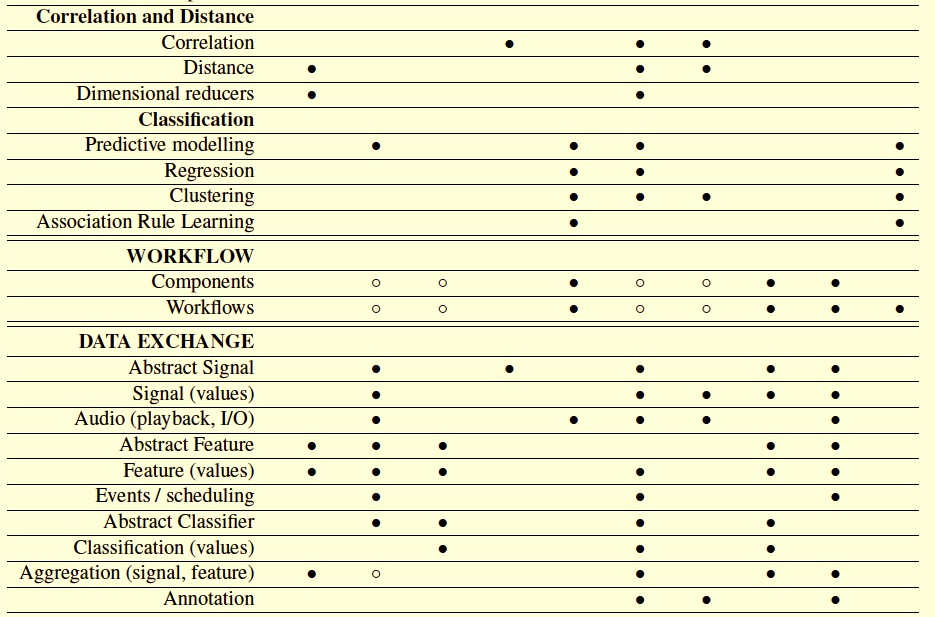 Correlation and Distance
Correlation ● ● ●
Distance ● ● ●
Dimensional reducers ● ●
Classification
Predictive modelling ● ● ● ●
Regression ● ● ●
Clustering ● ● ● ●
Association Rule Learning ● ●
WORKFLOW
Components ○ ○ ● ○ ○ ● ●
Workflows ○ ○ ● ○ ○ ● ● ●
DATA EXCHANGE
Abstract Signal ● ● ● ● ●
Signal (values) ● ● ● ● ●
Audio (playback, I/O) ● ● ● ● ●
Abstract Feature ● ● ● ● ●
Feature (values) ● ● ● ● ● ●
Events / scheduling ● ● ●
Abstract Classifier ● ● ● ●
Classification (values) ● ● ●
Aggregation (signal, feature) ● ○ ● ● ●
Annotation ● ● ●